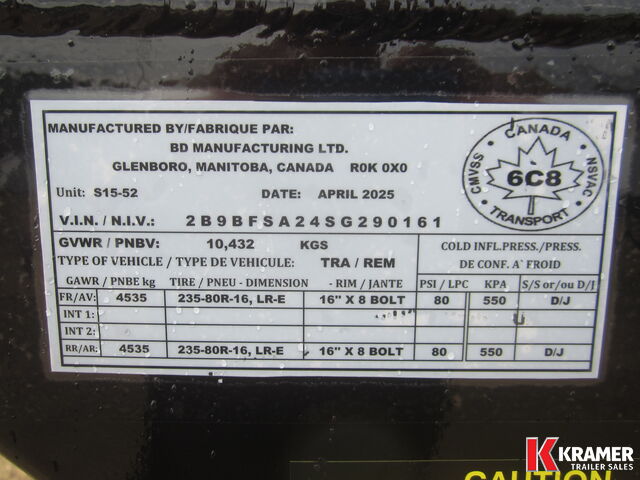 MANUFACTURED BY/FABRIQUE PAR:
BD MANUFACTURING LTD.
GLENBORO, MANITOBA, CANADA R0K 0X0
Unit: S15-52 DATE: APRIL 2025
V.I.N. / N.I.V.: 2B9BFSA24SG290161
CANADA
CMVSS 6C8 NSVAC
TRANSPORT
GVWR / PNBV: 10,432 KGS COLD INFL.PRESS./PRESS.
TYPE OF VEHICLE / TYPE DE VEHICULE: TRA / REM DE CONF. A` FROID
GAWR / PNBE kg TIRE / PNEU - DIMENSION - RIM / JANTE PSI / LPC KPA S/S or/ou D/J
FR/AV: 4535 235-80R-16, LR-E 16" X 8 BOLT 80 550 D/J
INT 1:
INT 2:
RR/AR: 4535 235-80R-16, LR-E 16" X 8 BOLT 80 550 D/J
K KRAMER
TRAILER SALES
CAUTION